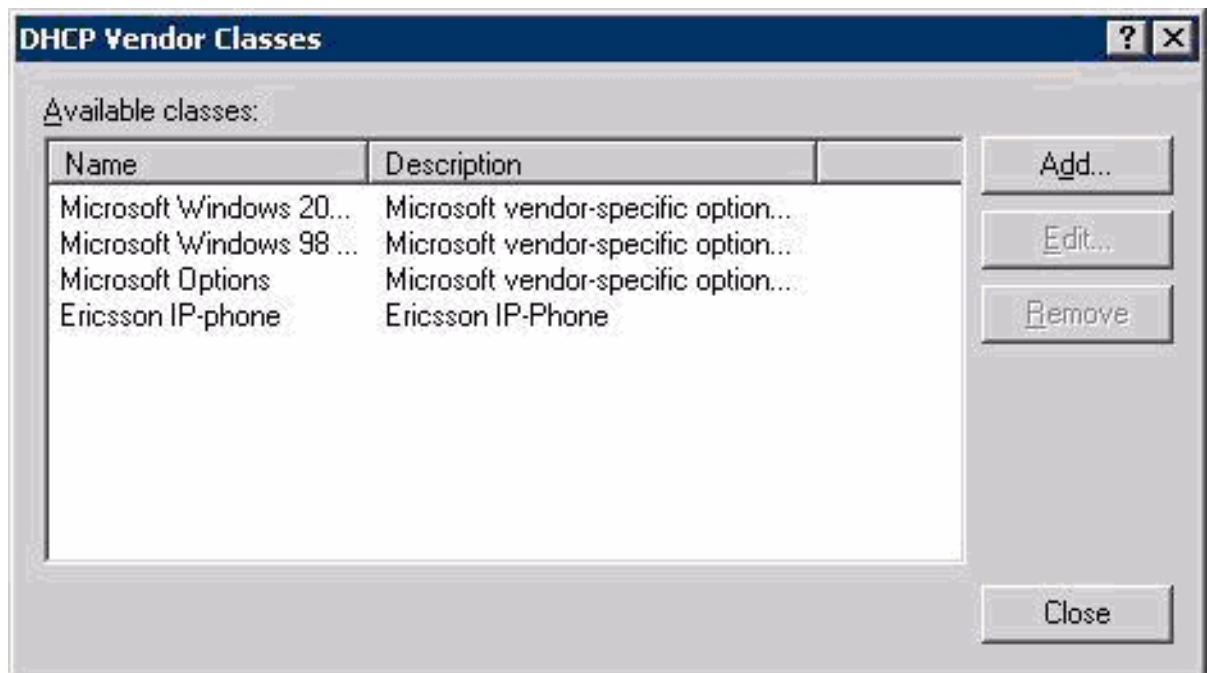 DHCP Vendor Classes
Available classes:
Name Description
Microsoft Windows 20... Microsoft vendor-specific option...
Microsoft Windows 98 ... Microsoft vendor-specific option...
Microsoft Options Microsoft vendor-specific option...
Ericsson IP-phone Ericsson IP-Phone
Add...
Edit...
Remove
Close